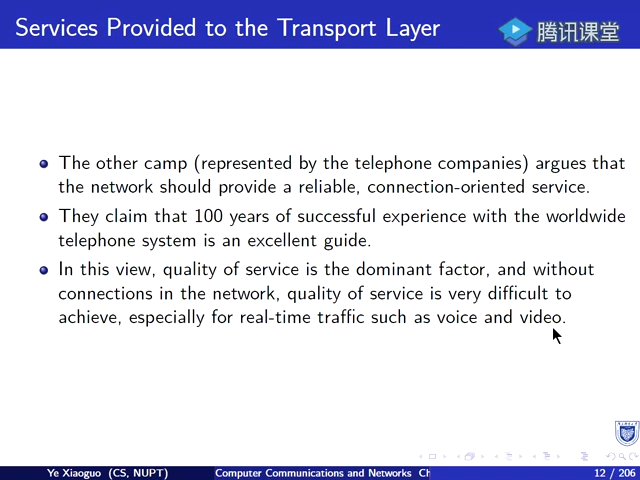 Services Provided to the Transport Layer
腾讯课堂
The other camp (represented by the telephone companies) argues that
the network should provide a reliable, connection-oriented service.
They claim that 100 years of successful experience with the worldwide
telephone system is an excellent guide.
In this view, quality of service is the dominant factor, and without
connections in the network, quality of service is very difficult to
achieve, especially for real-time traffic such as voice and video.
Ye Xiaoguo (CS, NUPT)
Computer Communications and Networks Ch
12 / 206